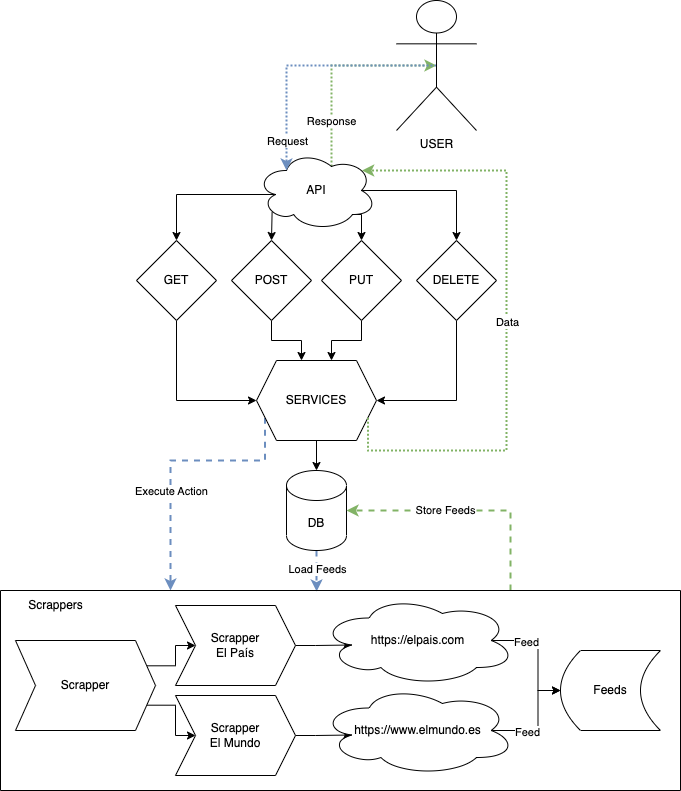 Response
Request
USER
API
GET
POST
PUT
DELETE
Data
SERVICES
Execute Action
DB
Store Feeds
Load Feeds
Scrappers
Scrapper
Scrapper
El País
https://elpais.com
Feed
Feeds
Scrapper
El Mundo
https://www.elmundo.es
Feed